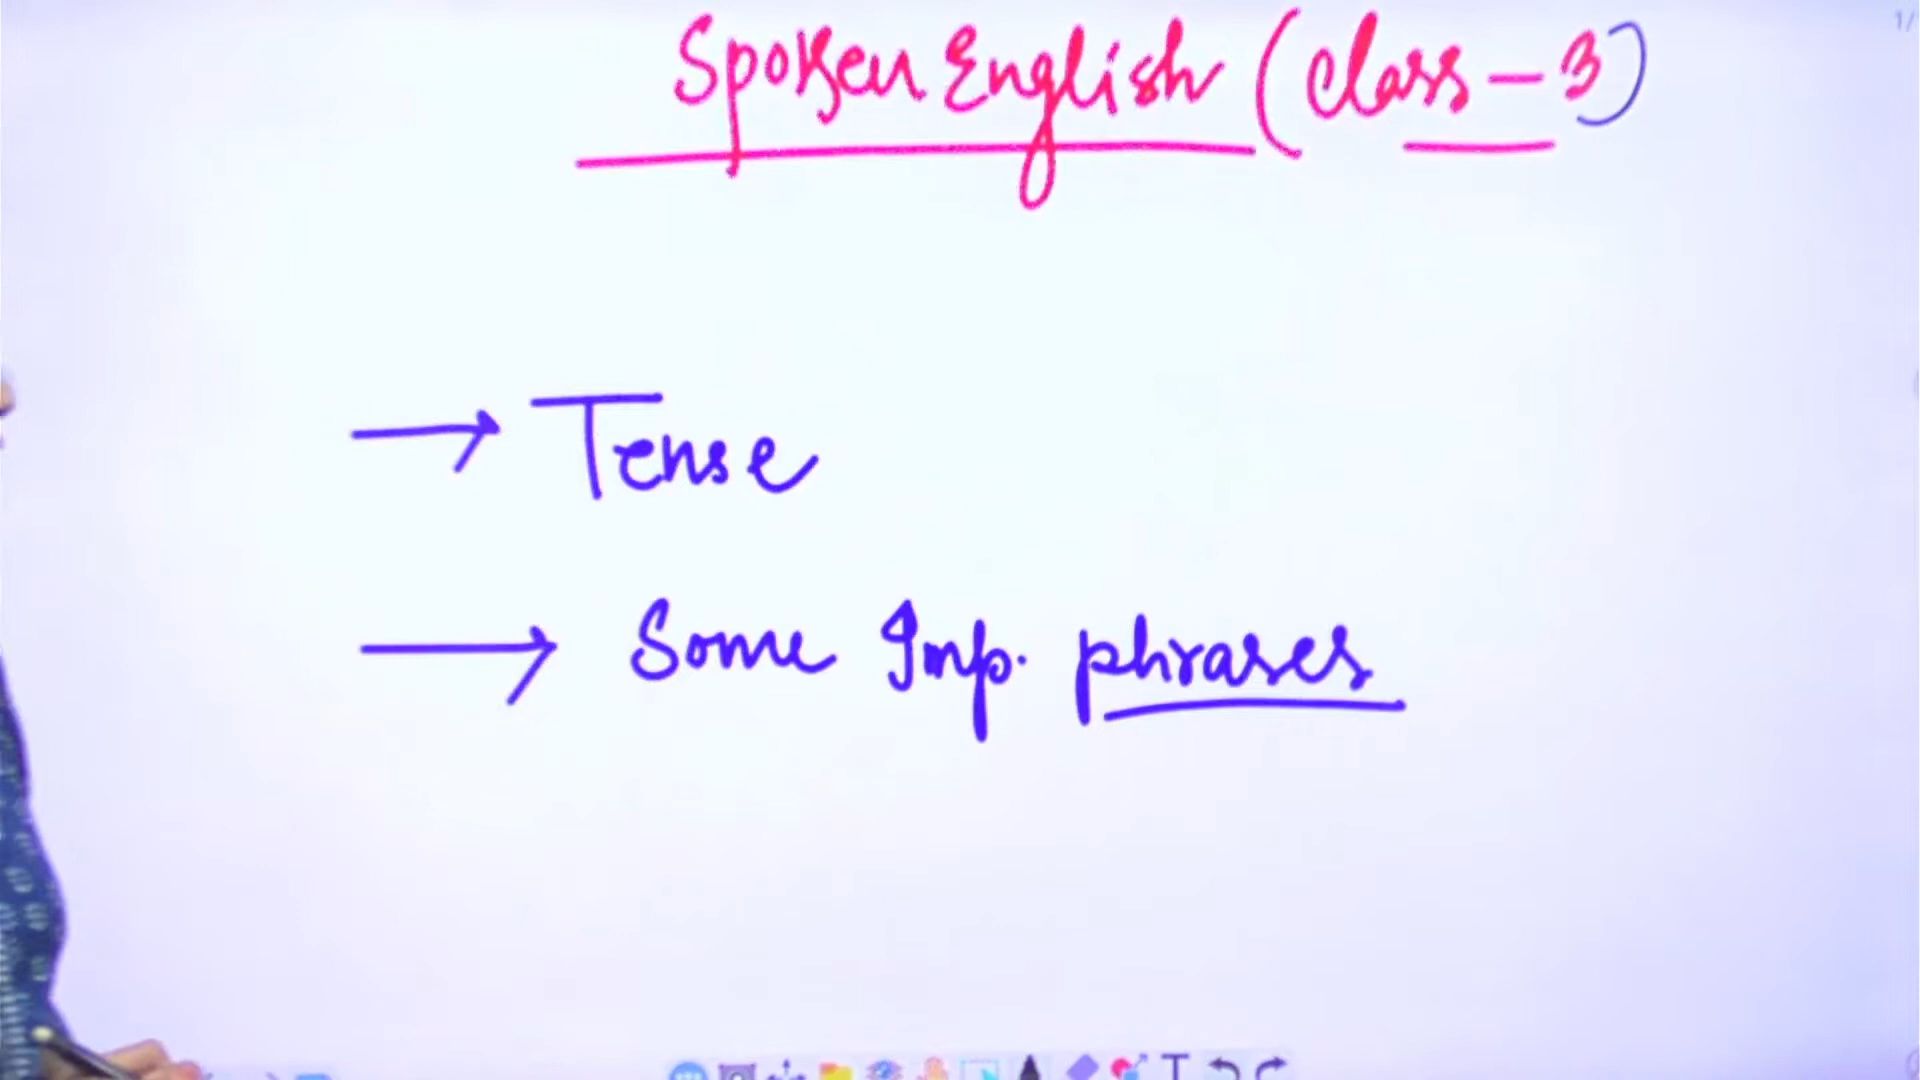 Spoken English (class - 3)
→ Tense
→ Some Imp. phrases